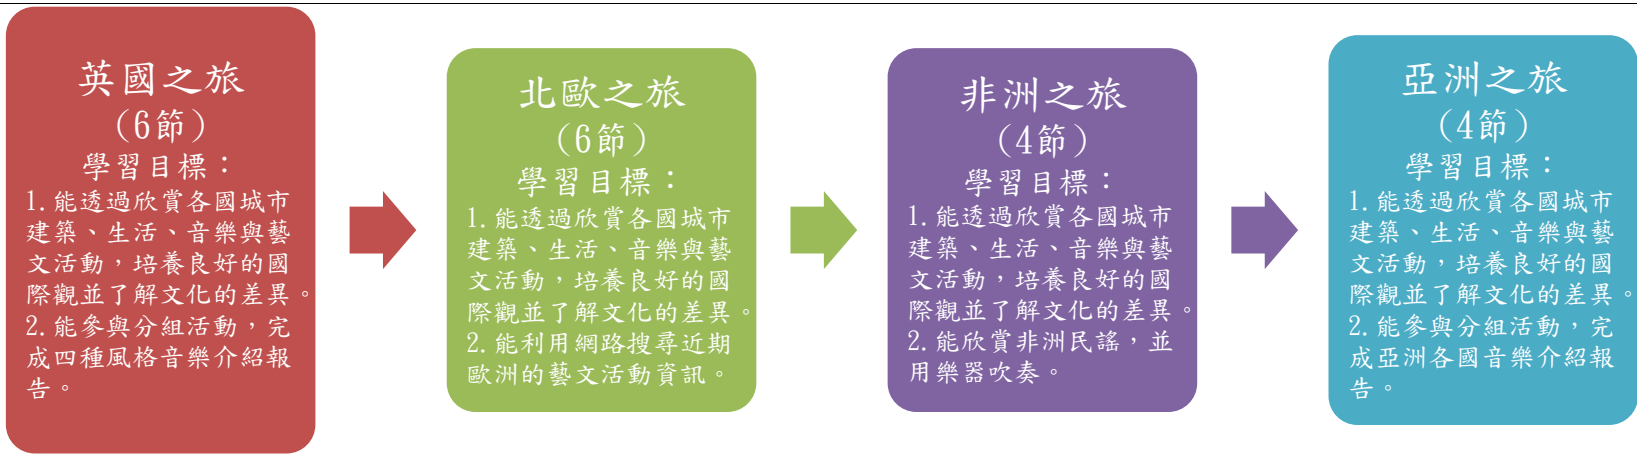 英國之旅
(6節)
學習目標：
1.能透過欣賞各國城市
建築、生活、音樂與藝
文活動，培養良好的國
際觀並了解文化的差異。
2.能參與分組活動，完
成四種風格音樂介紹報
告。
北歐之旅
(6節)
學習目標：
1.能透過欣賞各國城市
建築、生活、音樂與藝
文活動，培養良好的國
際觀並了解文化的差異。
2.能利用網路搜尋近期
歐洲的藝文活動資訊。
非洲之旅
(4節)
學習目標：
1.能透過欣賞各國城市
建築、生活、音樂與藝
文活動，培養良好的國
際觀並了解文化的差異。
2.能欣賞非洲民謠，並
用樂器吹奏。
亞洲之旅
(4節)
學習目標：
1.能透過欣賞各國城市
建築、生活、音樂與藝
文活動，培養良好的國
際觀並了解文化的差異。
2.能參與分組活動，完
成亞洲各國音樂介紹報
告。